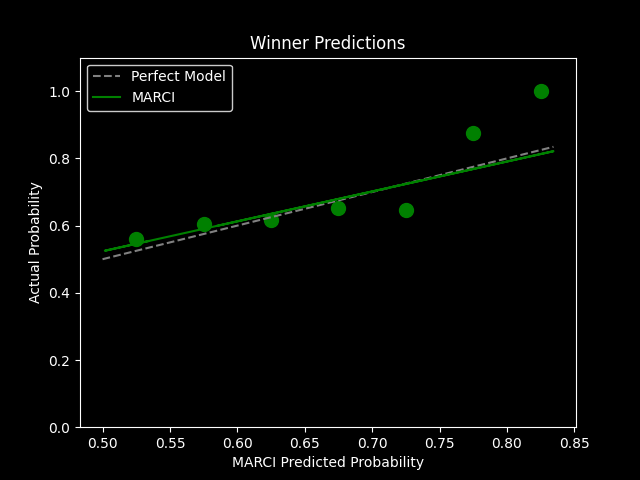 Winner Predictions
Perfect Model
MARCI
1.0
0.8
0.6
0.4
0.2
0.0
Actual Probability
0.50 0.55 0.60 0.65 0.70 0.75 0.80 0.85
MARCI Predicted Probability